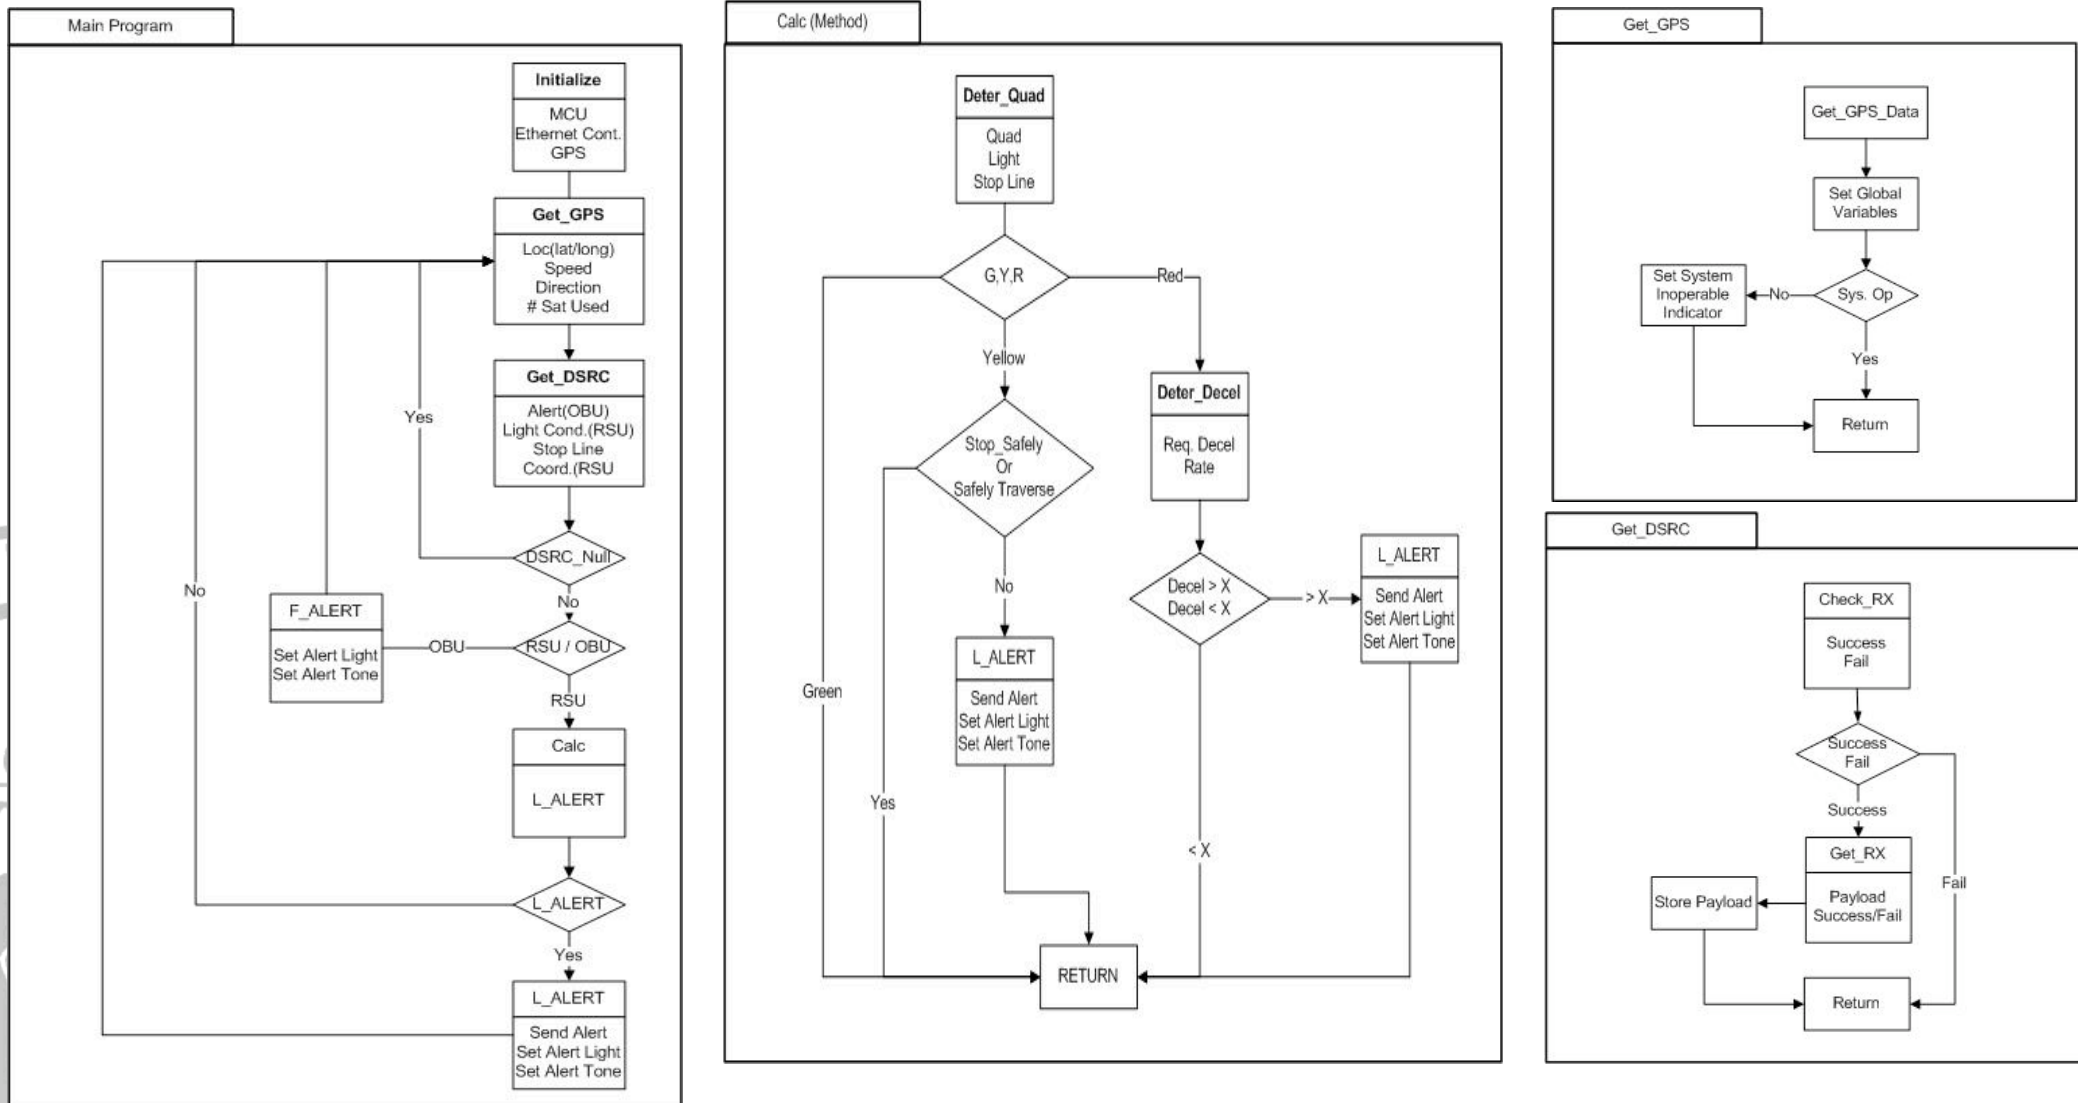 Main Program
Initialize
MCU
Ethernet Cont.
GPS
Get_GPS
Loc(lat/long)
Speed
Direction
# Sat Used
Get_DSRC
Alert(OBU)
Light Cond.(RSU)
Stop Line
Coord.(RSU
Yes
DSRC_Null
No
No
F_ALERT
Set Alert Light
Set Alert Tone
OBU
RSU / OBU
RSU
Calc
L_ALERT
L_ALERT
Yes
L_ALERT
Send Alert
Set Alert Light
Set Alert Tone
Calc (Method)
Deter_Quad
Quad
Light
Stop Line
G,Y,R
Red
Yellow
Stop_Safely
Or
Safely Traverse
Deter_Decel
Req. Decel
Rate
No
Decel > X
Decel < X
> X
L_ALERT
Send Alert
Set Alert Light
Set Alert Tone
L_ALERT
Send Alert
Set Alert Light
Set Alert Tone
Green
Yes
< X
RETURN
Get_GPS
Get_GPS_Data
Set Global
Variables
Set System
Inoperable
Indicator
No
Sys. Op
Yes
Return
Get_DSRC
Check_RX
Success
Fail
Success
Fail
Success
Get_RX
Payload
Success/Fail
Store Payload
Fail
Return